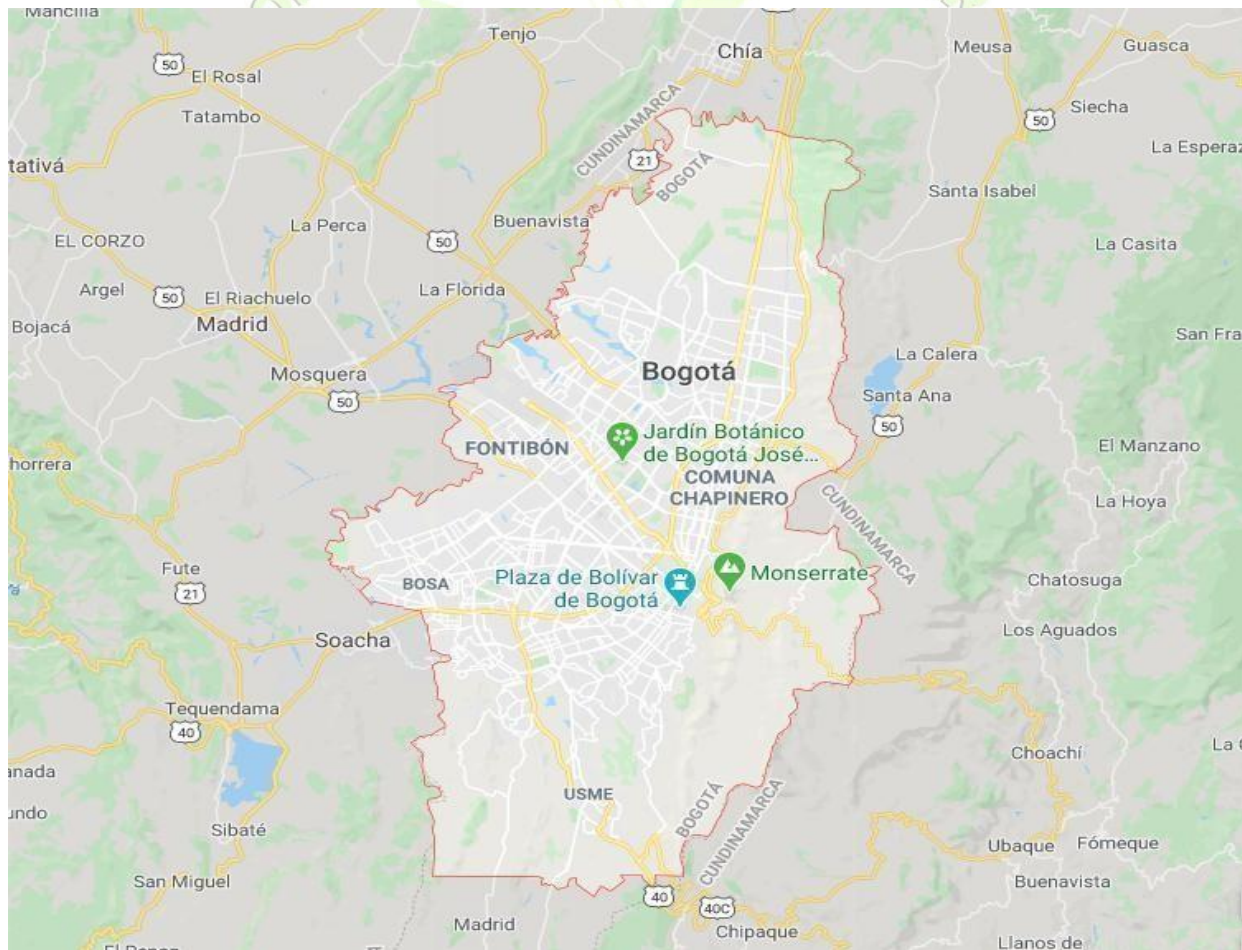 Mancilla
Tenjo
Chía
Meusa
Guasca
50
El Rosal
Tatambo
CUNDINAMARCA
BOGOTÁ
21
50
Siecha
La Esperaz
tativá
Santa Isabel
La Perca
Buenavista
EL CORZO
50
La Casita
Argel
50
El Riachuelo
La Florida
Bojacá
Madrid
San Fra
Mosquera
50
Bogotá
La Calera
Santa Ana
50
FONTIBÓN
Jardín Botánico
de Bogotá José...
COMUNA
CHAPINERO
El Manzano
horrera
La Hoya
CUNDINAMARCA
Fute
21
BOSA
Plaza de Bolívar
de Bogotá
Monserrate
Chatosuga
Soacha
Los Aguados
Tequendama
40
Choachí
La
anada
undo
USME
Sibaté
BOGOTÁ
CUNDINAMARCA
Ubaque
Fómeque
San Miguel
40
40C
Buenavista
Madrid
Chipaque
Llanos de